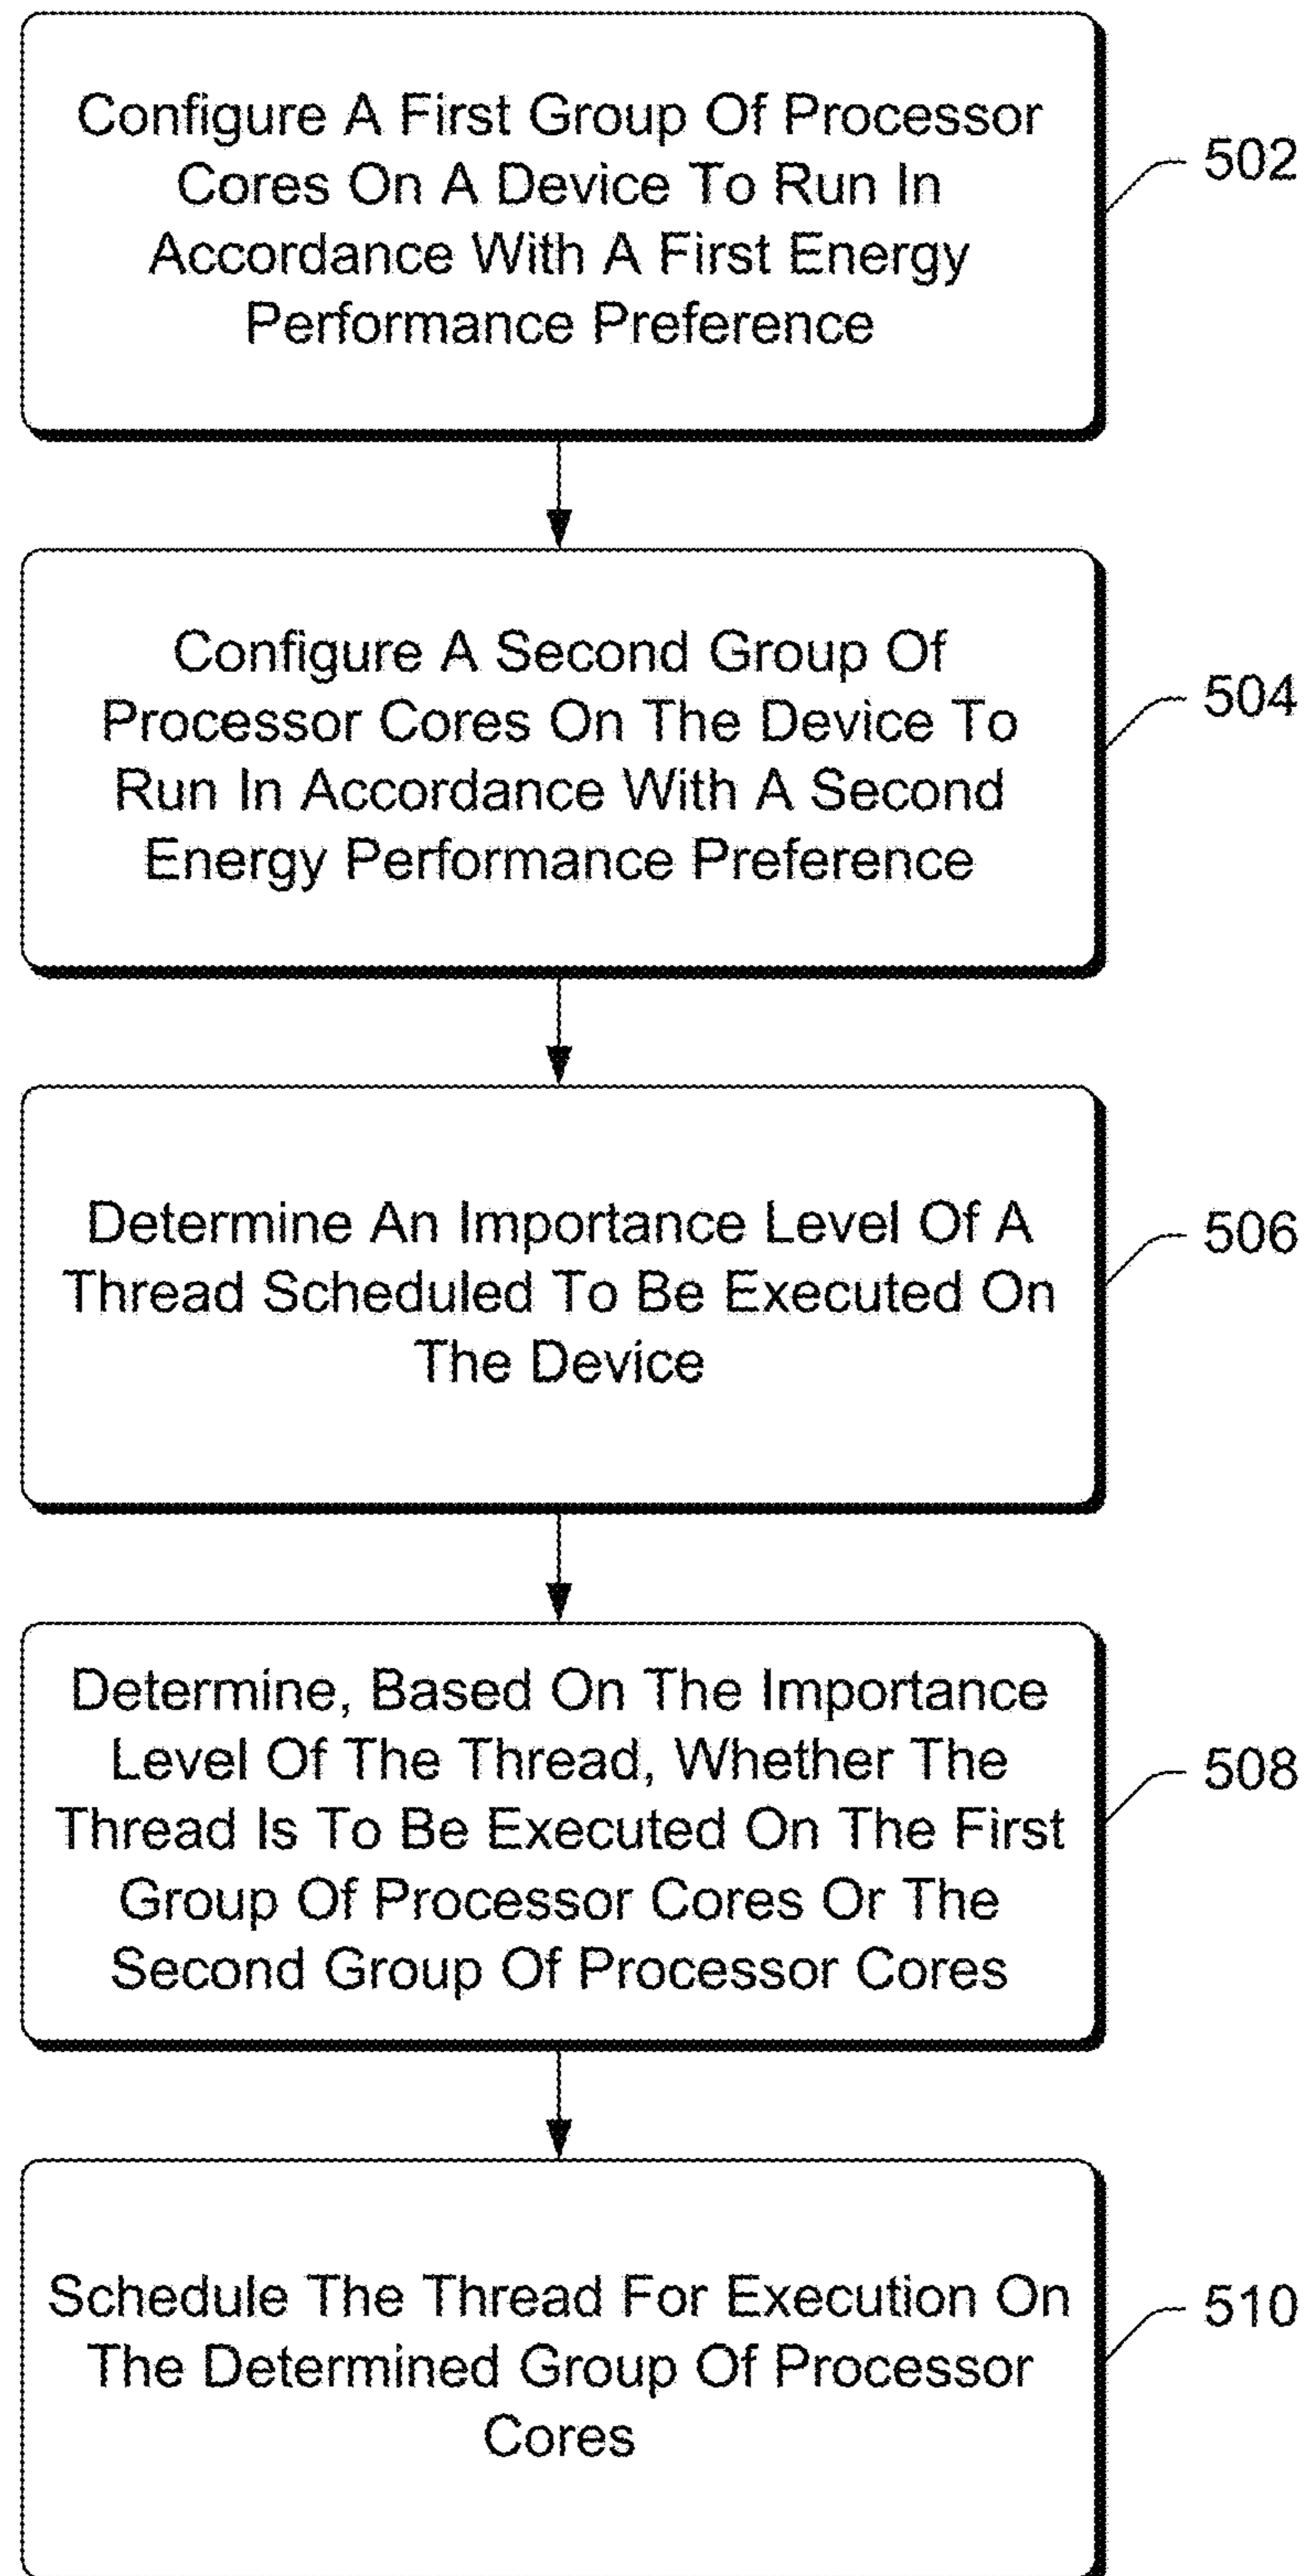 Configure A First Group Of Processor
Cores On A Device To Run In
Accordance With A First Energy
Performance Preference
502
Configure A Second Group Of
Processor Cores On The Device To
Run In Accordance With A Second
Energy Performance Preference
504
Determine An Importance Level Of A
Thread Scheduled To Be Executed On
The Device
506
Determine, Based On The Importance
Level Of The Thread, Whether The
Thread Is To Be Executed On The First
Group Of Processor Cores Or The
Second Group Of Processor Cores
508
Schedule The Thread For Execution On
The Determined Group Of Processor
Cores
510